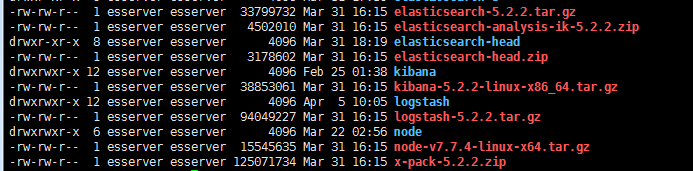 -rw-rw-r-- 1 esserver esserver 33799732 Mar 31 16:15 elasticsearch-5.2.2.tar.gz
-rw-rw-r-- 1 esserver esserver 4502010 Mar 31 16:15 elasticsearch-analysis-ik-5.2.2.zip
drwxr-xr-x 8 esserver esserver 4096 Mar 31 18:19 elasticsearch-head
-rw-rw-r-- 1 esserver esserver 3178602 Mar 31 16:15 elasticsearch-head.zip
drwxrwxr-x 12 esserver esserver 4096 Feb 25 01:38 kibana
-rw-rw-r-- 1 esserver esserver 38853061 Mar 31 16:15 kibana-5.2.2-linux-x86_64.tar.gz
drwxrwxr-x 12 esserver esserver 4096 Apr 5 10:05 logstash
-rw-rw-r-- 1 esserver esserver 94049227 Mar 31 16:15 logstash-5.2.2.tar.gz
drwxrwxr-x 6 esserver esserver 4096 Mar 22 02:56 node
-rw-rw-r-- 1 esserver esserver 15545635 Mar 31 16:15 node-v7.7.4-linux-x64.tar.gz
-rw-rw-r-- 1 esserver esserver 125071734 Mar 31 16:15 x-pack-5.2.2.zip